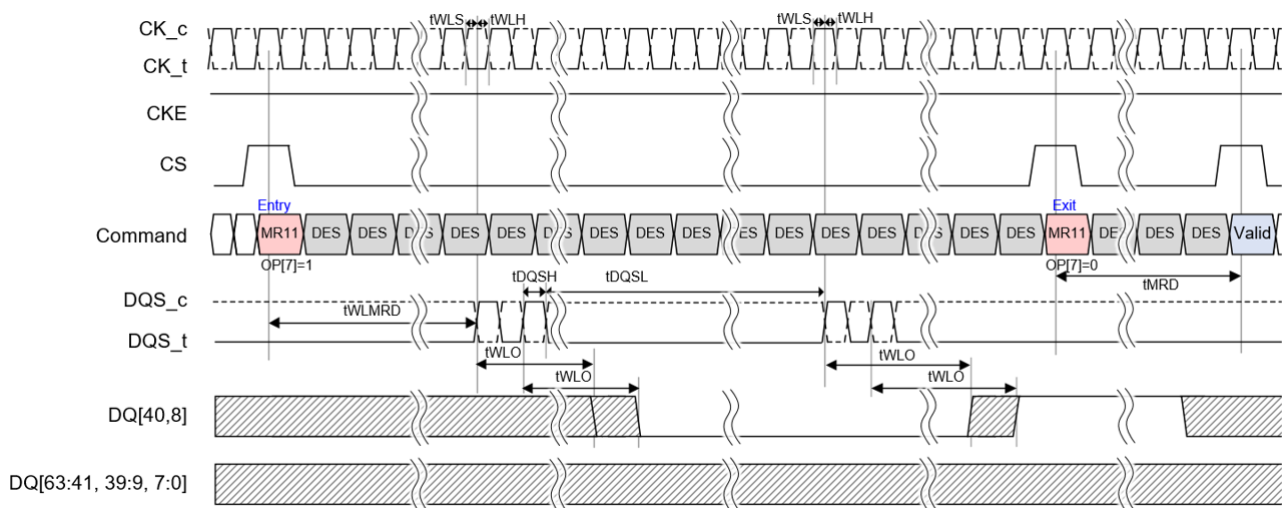 tWLS tWLH tWLS tWLH
CK_c
CK_t
CKE
CS
Entry Exit
Command MR11 DES DES DES DES DES DES DES DES DES DES DES DES DES DES DES DES MR11 DES DES DES Valid
OP[7]=1 OP[7]=0
tDQSH tDQSL tMRD
DQS_c
tWLMRD
DQS_t
tWLO tWLO
tWLO tWLO
DQ[40,8]
DQ[63:41, 39:9, 7:0]